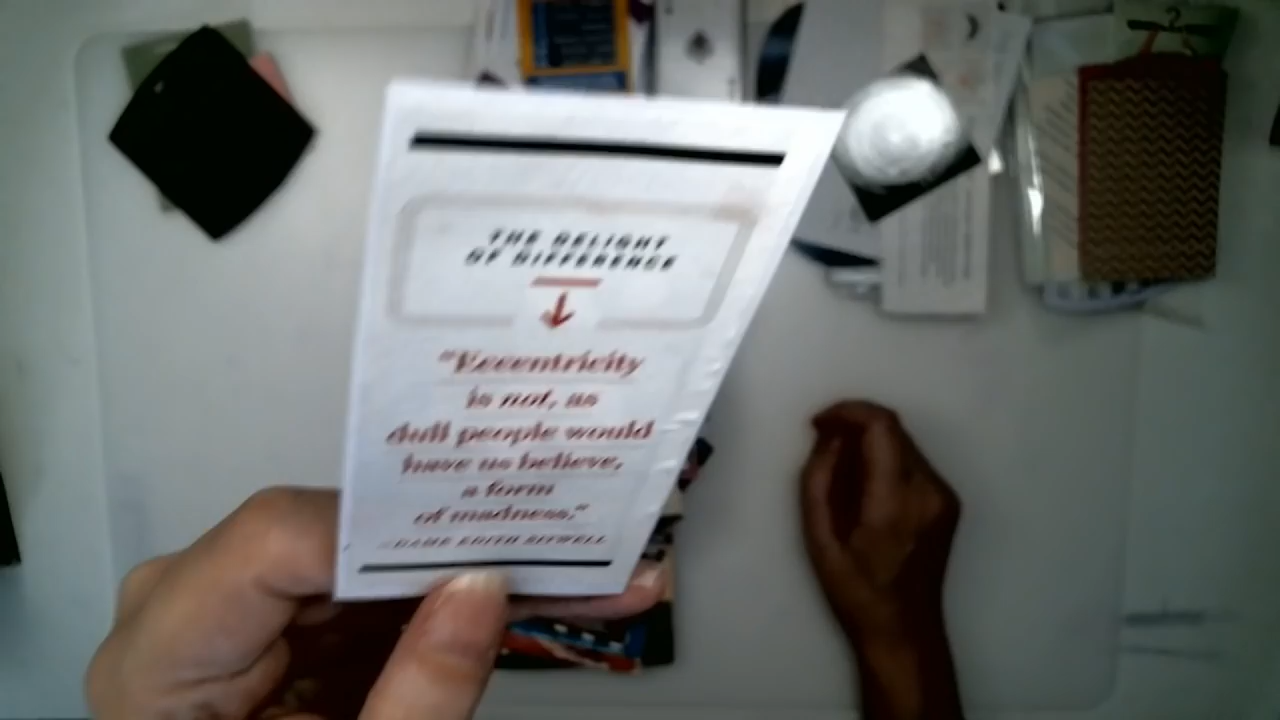 THE DELIGHT
OF DIFFERENCE
"Eccentricity
is not, as
dull people would
have us believe,
a form
of madness."
–DAME EDITH SITWELL